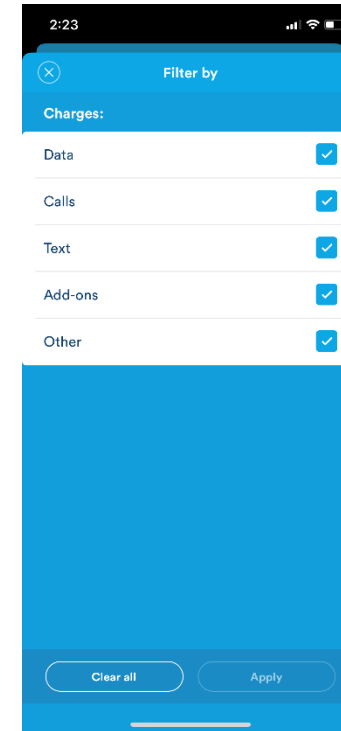 2:23
Filter by
Charges:
Data
Calls
Text
Add-ons
Other
Clear all
Apply